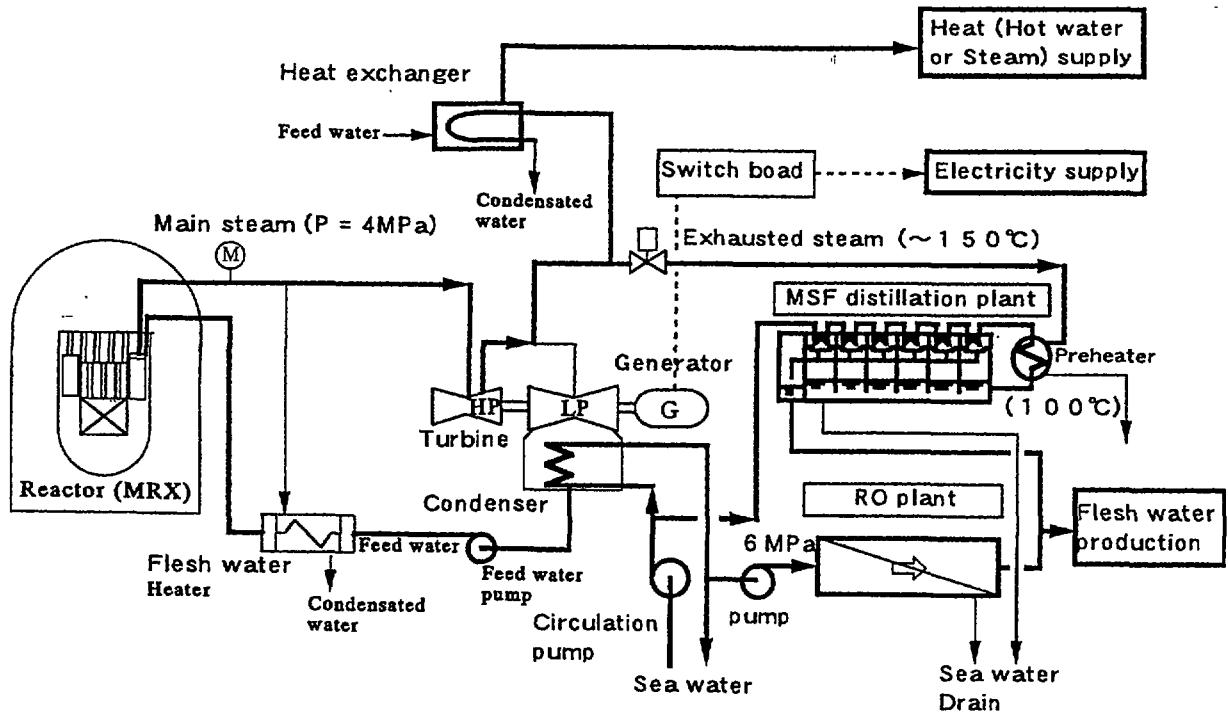 Heat (Hot water
or Steam) supply
Heat exchanger
Feed water
Switch boad
Electricity supply
Condensated
water
Main steam (P = 4MPa)
M
Exhausted steam (~150℃)
MSF distillation plant
Generator
Preheater
HP
LP
G
(100℃)
Turbine
Reactor (MRX)
Condenser
RO plant
Flesh water
production
Feed water
6 MPa
Flesh water
Heater
Feed water
pump
Condensated
water
Circulation
pump
pump
Sea water
Sea water
Drain